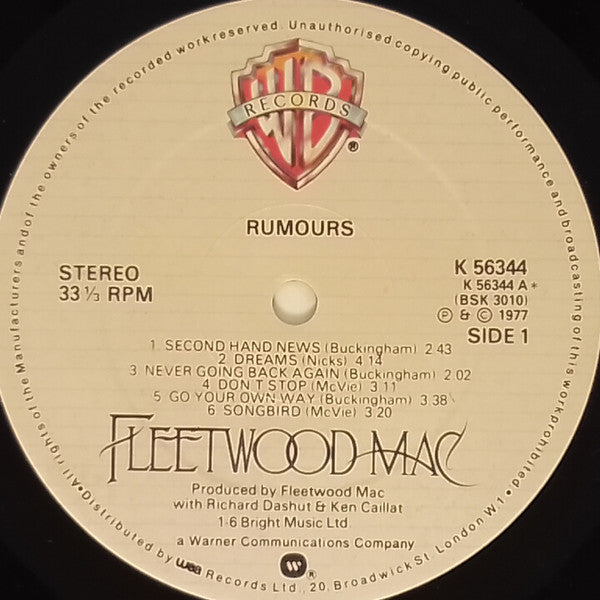 All rights of the Manufacturers and of the owners of the recorded work reserved. Unauthorised copying public performance and broadcasting of this work prohibited.
WB
RECORDS
®
RUMOURS
STEREO
33 ⅓ RPM
K 56344
K 56344 A*
(BSK 3010)
Ⓟ & © 1977
SIDE 1
1 SECOND HAND NEWS (Buckingham) 2.43
2 DREAMS (Nicks) 4 14
3 NEVER GOING BACK AGAIN (Buckingham) 2.02
4 DON T STOP (McVie) 3 11
5 GO YOUR OWN WAY (Buckingham) 3.38
6 SONGBIRD (McVie) 3 20
FLEETWOOD MAC
Produced by Fleetwood Mac
with Richard Dashut & Ken Caillat
1-6 Bright Music Ltd.
a Warner Communications Company
®
• Distributed by wea Records Ltd., 20, Broadwick St London W1 •